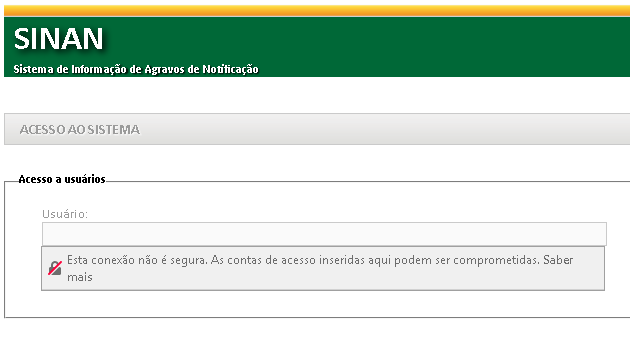 SINAN
Sistema de Informação de Agravos de Notificação
ACESSO AO SISTEMA
Acesso a usuários
Usuário:
Esta conexão não é segura. As contas de acesso inseridas aqui podem ser comprometidas. Saber
mais